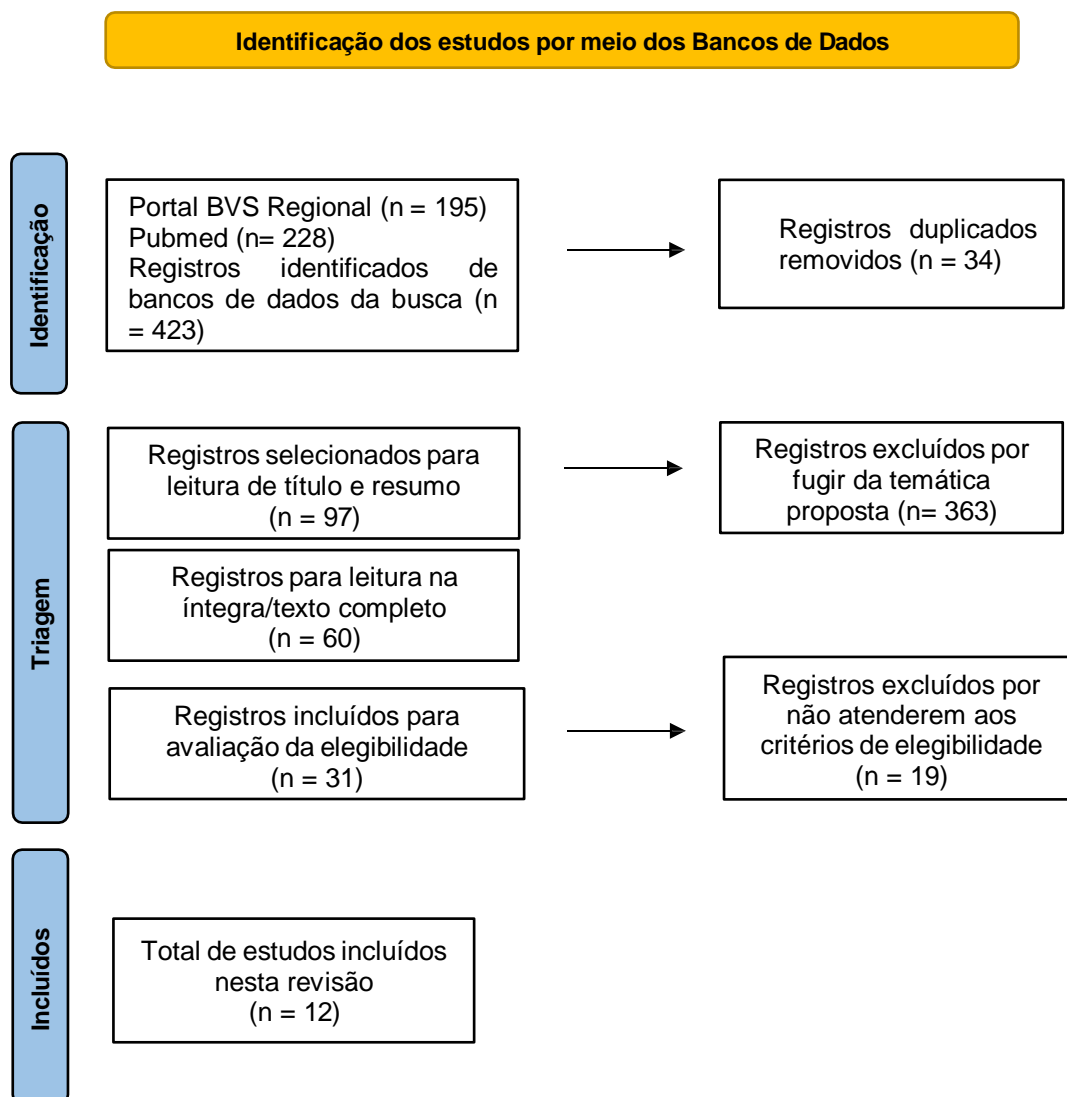 Identificação dos estudos por meio dos Bancos de Dados
Identificação
Portal BVS Regional (n = 195)
Pubmed (n= 228)
Registros identificados de
bancos de dados da busca (n
= 423)
Registros duplicados
removidos (n = 34)
Triagem
Registros selecionados para
leitura de título e resumo
(n = 97)
Registros excluídos por
fugir da temática
proposta (n= 363)
Registros para leitura na
íntegra/texto completo
(n = 60)
Registros incluídos para
avaliação da elegibilidade
(n = 31)
Registros excluídos por
não atenderem aos
critérios de elegibilidade
(n = 19)
Incluídos
Total de estudos incluídos
nesta revisão
(n = 12)